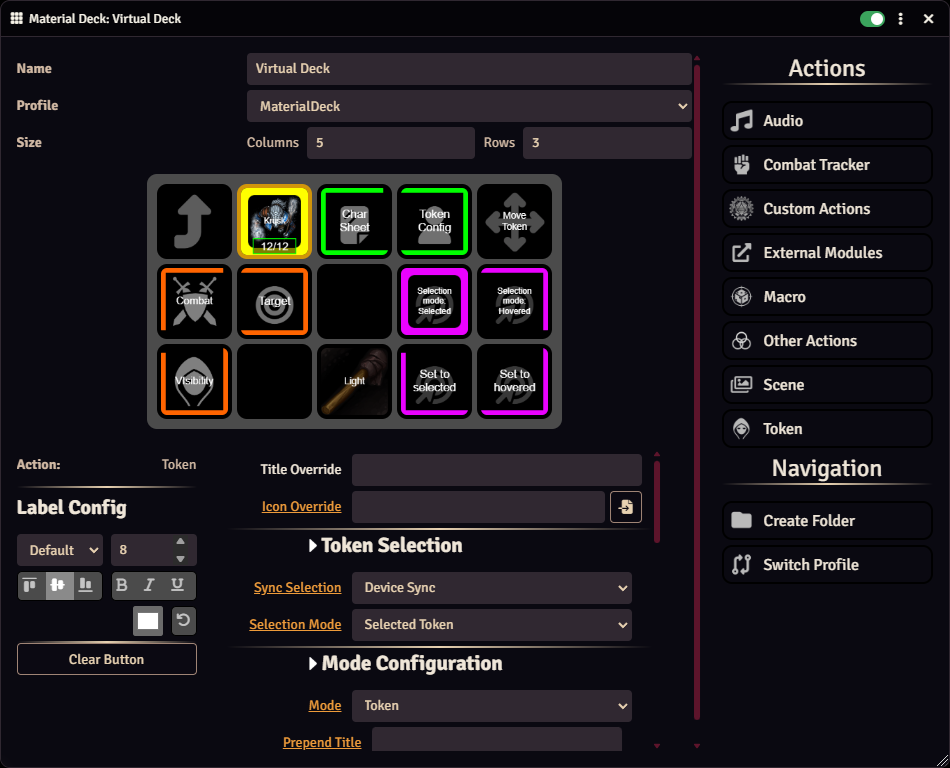 Material Deck: Virtual Deck
Name
Virtual Deck
Profile
MaterialDeck
Size
Columns
5
Rows
3
Krusk
12/12
Char
Sheet
Token
Config
Move
Token
Combat
Target
Selection
mode:
Selected
Selection
mode:
Hovered
Visibility
Light
Set to
selected
Set to
hovered
Action:
Token
Label Config
Default
8
B
I
U
Clear Button
Title Override
Icon Override
Token Selection
Sync Selection
Device Sync
Selection Mode
Selected Token
Mode Configuration
Mode
Token
Prepend Title
Actions
Audio
Combat Tracker
Custom Actions
External Modules
Macro
Other Actions
Scene
Token
Navigation
Create Folder
Switch Profile